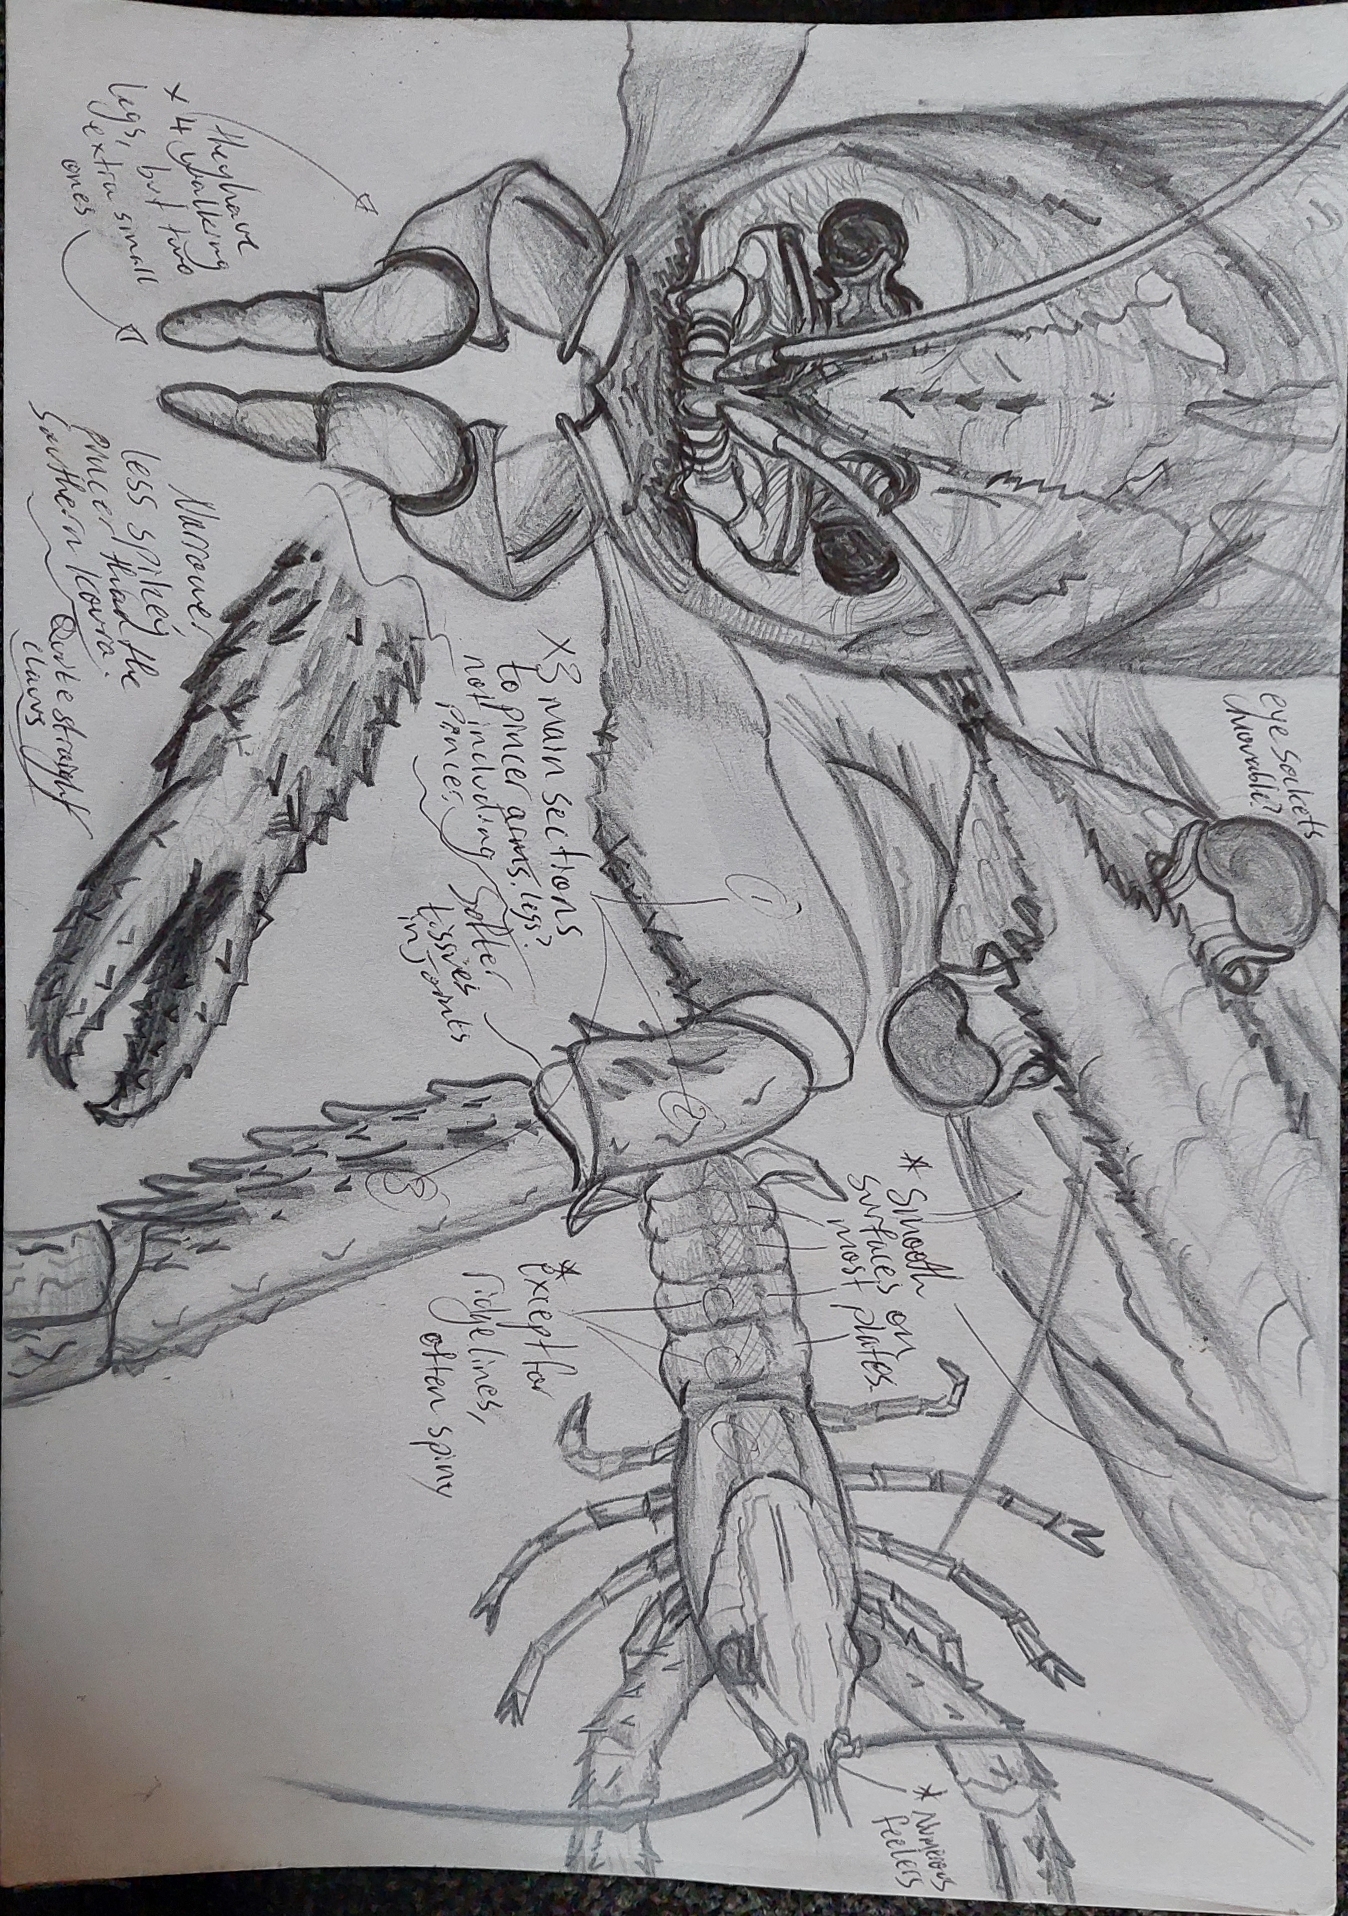 they have
x 4 walking
legs, but two
extra small
ones
Narrower
less spikey
pincer than the
Southern koura.
Quite straight
claws
x3 main sections
to pincer arms. legs?
not including
pincer.
Softer
tissues
in joints
1
2
3
eye sockets
moveable?
* Smooth
surfaces on
most plates.
* except for
ridge lines,
often spiny
* Numerous
feelers